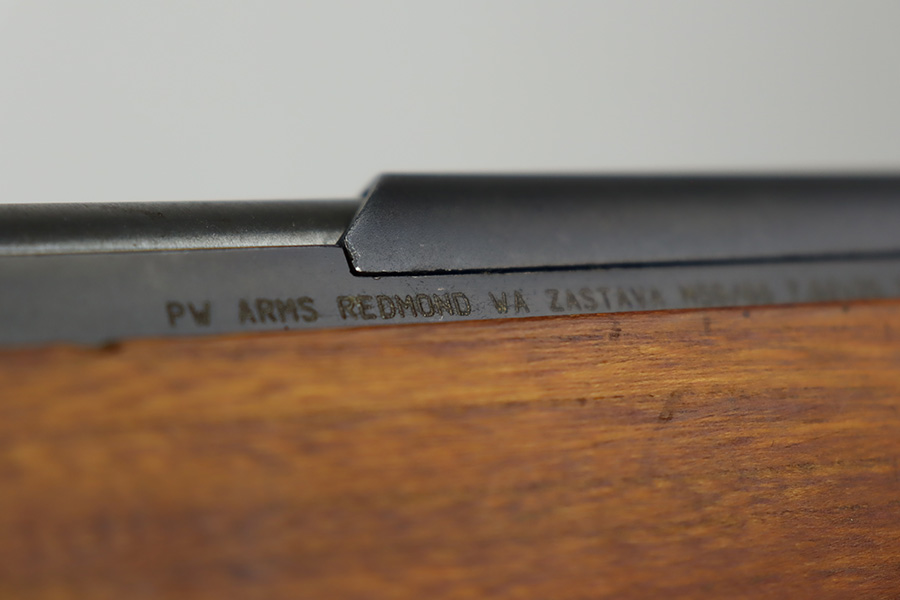 PW ARMS REDMOND WA ZASTAVA